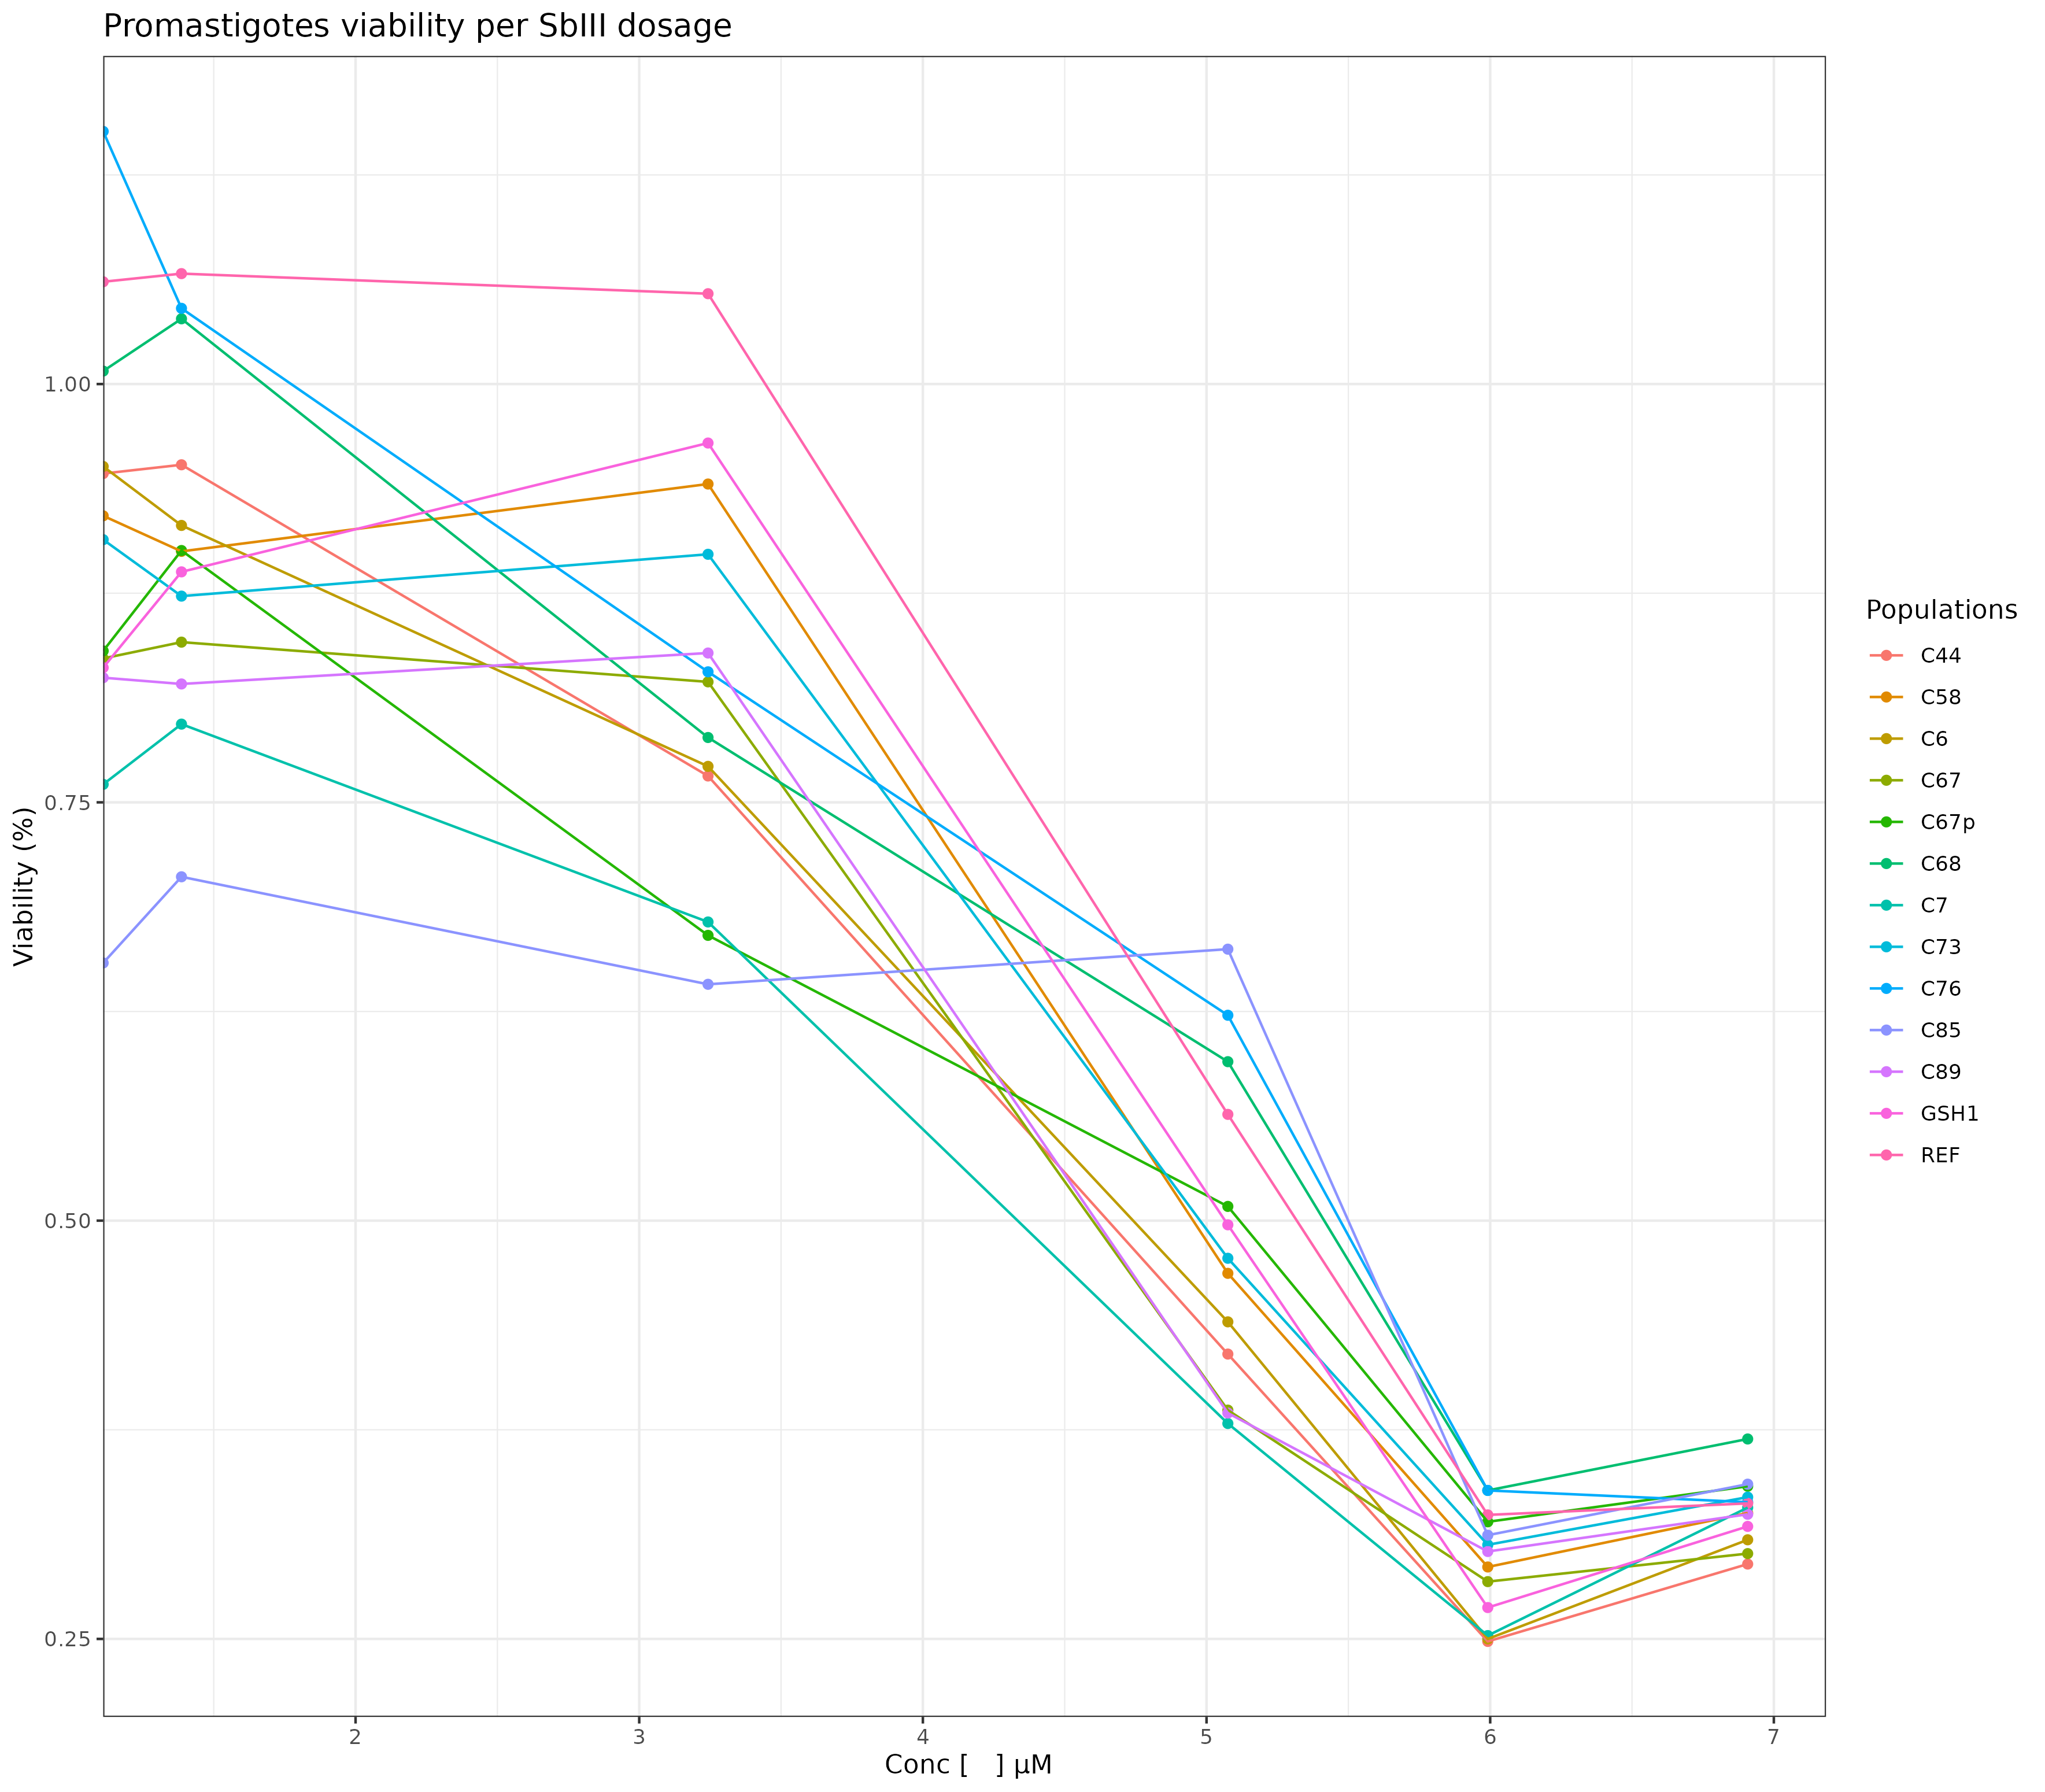 Promastigotes viability per SbIII dosage
Viability (%)
1.00
0.75
0.50
0.25
2 3 4 5 6 7
Conc [   ] µM
Populations
C44
C58
C6
C67
C67p
C68
C7
C73
C76
C85
C89
GSH1
REF